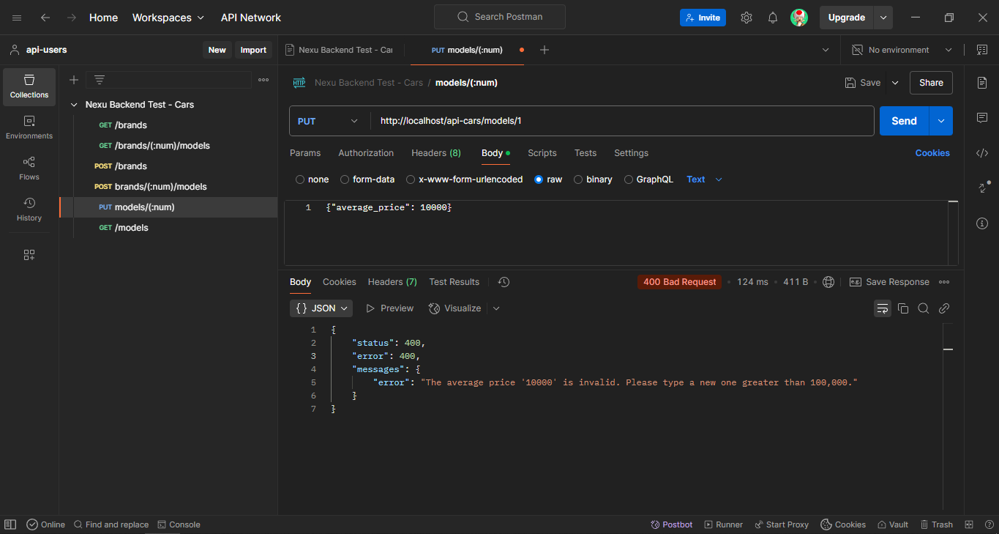 Home Workspaces API Network Search Postman Invite Upgrade
api-users New Import Nexu Backend Test - Car PUT models/(:num) No environment
Collections
Environments
Flows
History
Nexu Backend Test - Cars
GET /brands
GET /brands/(:num)/models
POST /brands
POST brands/(:num)/models
PUT models/(:num)
GET /models
HTTP Nexu Backend Test - Cars / models/(:num) Save Share
PUT http://localhost/api-cars/models/1 Send
Params Authorization Headers (8) Body Scripts Tests Settings Cookies
none form-data x-www-form-urlencoded raw binary GraphQL Text
1 {"average_price": 10000}
Body Cookies Headers (7) Test Results 400 Bad Request 124 ms 411 B e.g. Save Response
{} JSON Preview Visualize
1 {
2 "status": 400,
3 "error": 400,
4 "messages": {
5 "error": "The average price '10000' is invalid. Please type a new one greater than 100,000."
6 }
7 }
Online Find and replace Console Postbot Runner Start Proxy Cookies Vault Trash